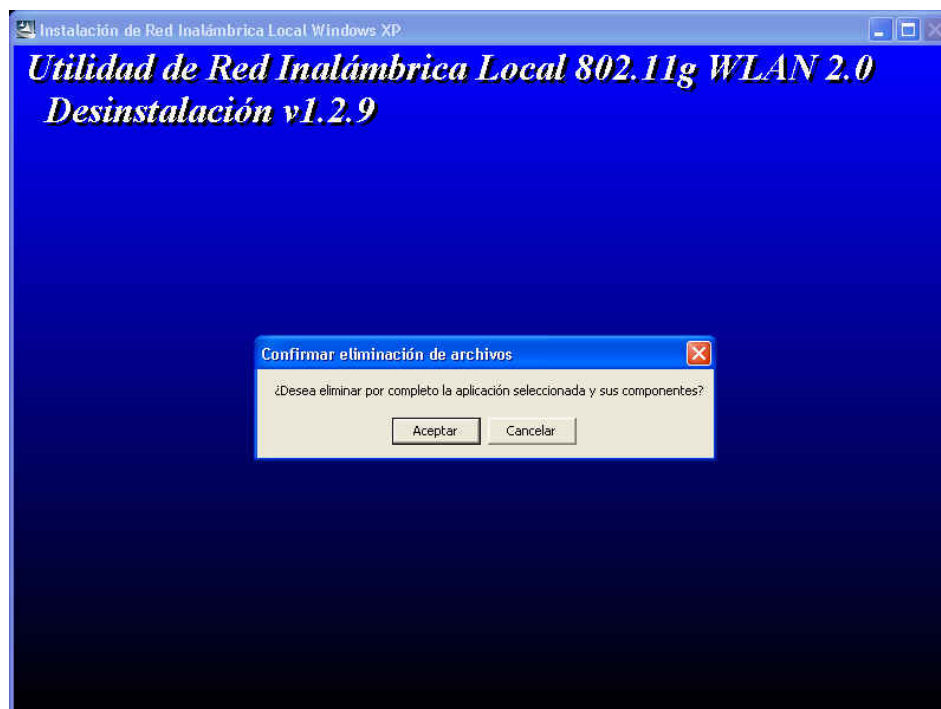 Instalación de Red Inalámbrica Local Windows XP
Utilidad de Red Inalámbrica Local 802.11g WLAN 2.0
Desinstalación v1.2.9
Confirmar eliminación de archivos
¿Desea eliminar por completo la aplicación seleccionada y sus componentes?
Aceptar Cancelar